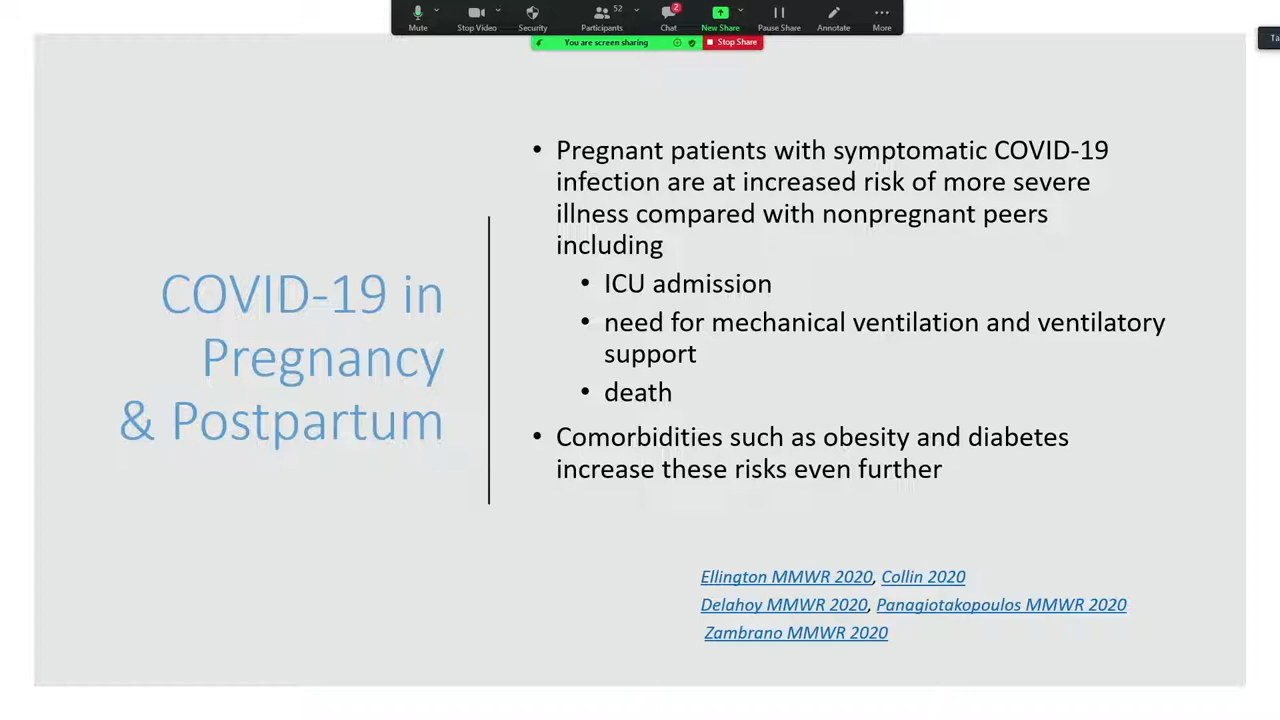 52
2
Mute
Stop Video
Security
Participants
Chat
New Share
Pause Share
Annotate
More
You are screen sharing
Stop Share
Ta
COVID-19 in
Pregnancy
& Postpartum
• Pregnant patients with symptomatic COVID-19
infection are at increased risk of more severe
illness compared with nonpregnant peers
including
• ICU admission
• need for mechanical ventilation and ventilatory
support
• death
• Comorbidities such as obesity and diabetes
increase these risks even further
Ellington MMWR 2020, Collin 2020
Delahoy MMWR 2020, Panagiotakopoulos MMWR 2020
Zambrano MMWR 2020